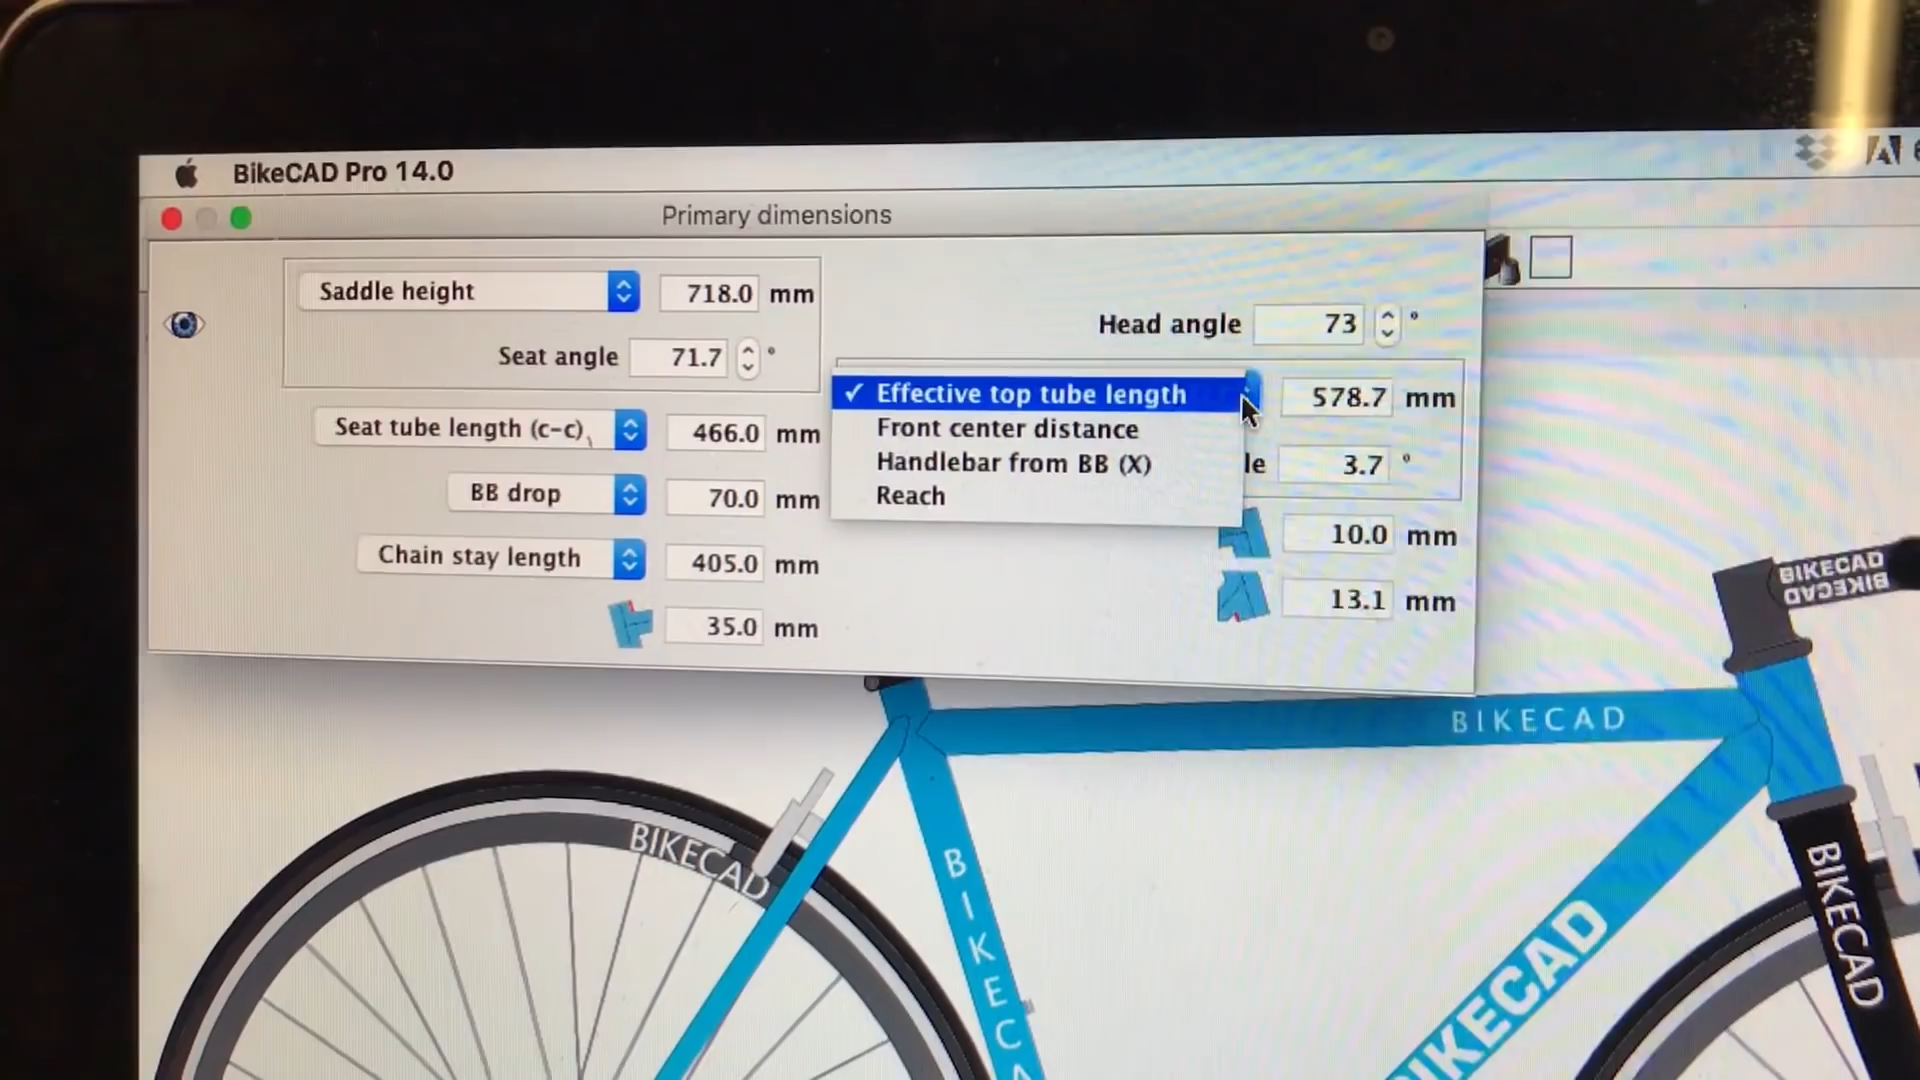 BikeCAD Pro 14.0
Primary dimensions
Saddle height 718.0 mm
Seat angle 71.7 °
Seat tube length (c-c) 466.0 mm
BB drop 70.0 mm
Chain stay length 405.0 mm
35.0 mm
Head angle 73 °
✓ Effective top tube length 578.7 mm
Front center distance
Handlebar from BB (X)
Reach
le 3.7 °
10.0 mm
13.1 mm
BIKECAD
BIKECAD
BIKECAD
BIKECAD
BIKECA
BIKECAD
BIKECAD